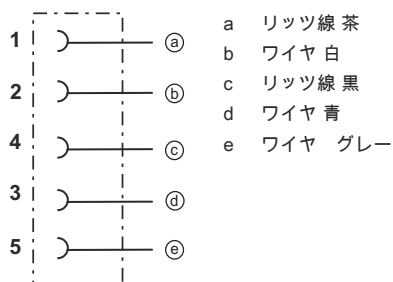 1 ⓐ
2 ⓑ
4 ⓒ
3 ⓓ
5 ⓔ
a リッツ線 茶
b ワイヤ 白
c リッツ線 黒
d ワイヤ 青
e ワイヤ　グレー